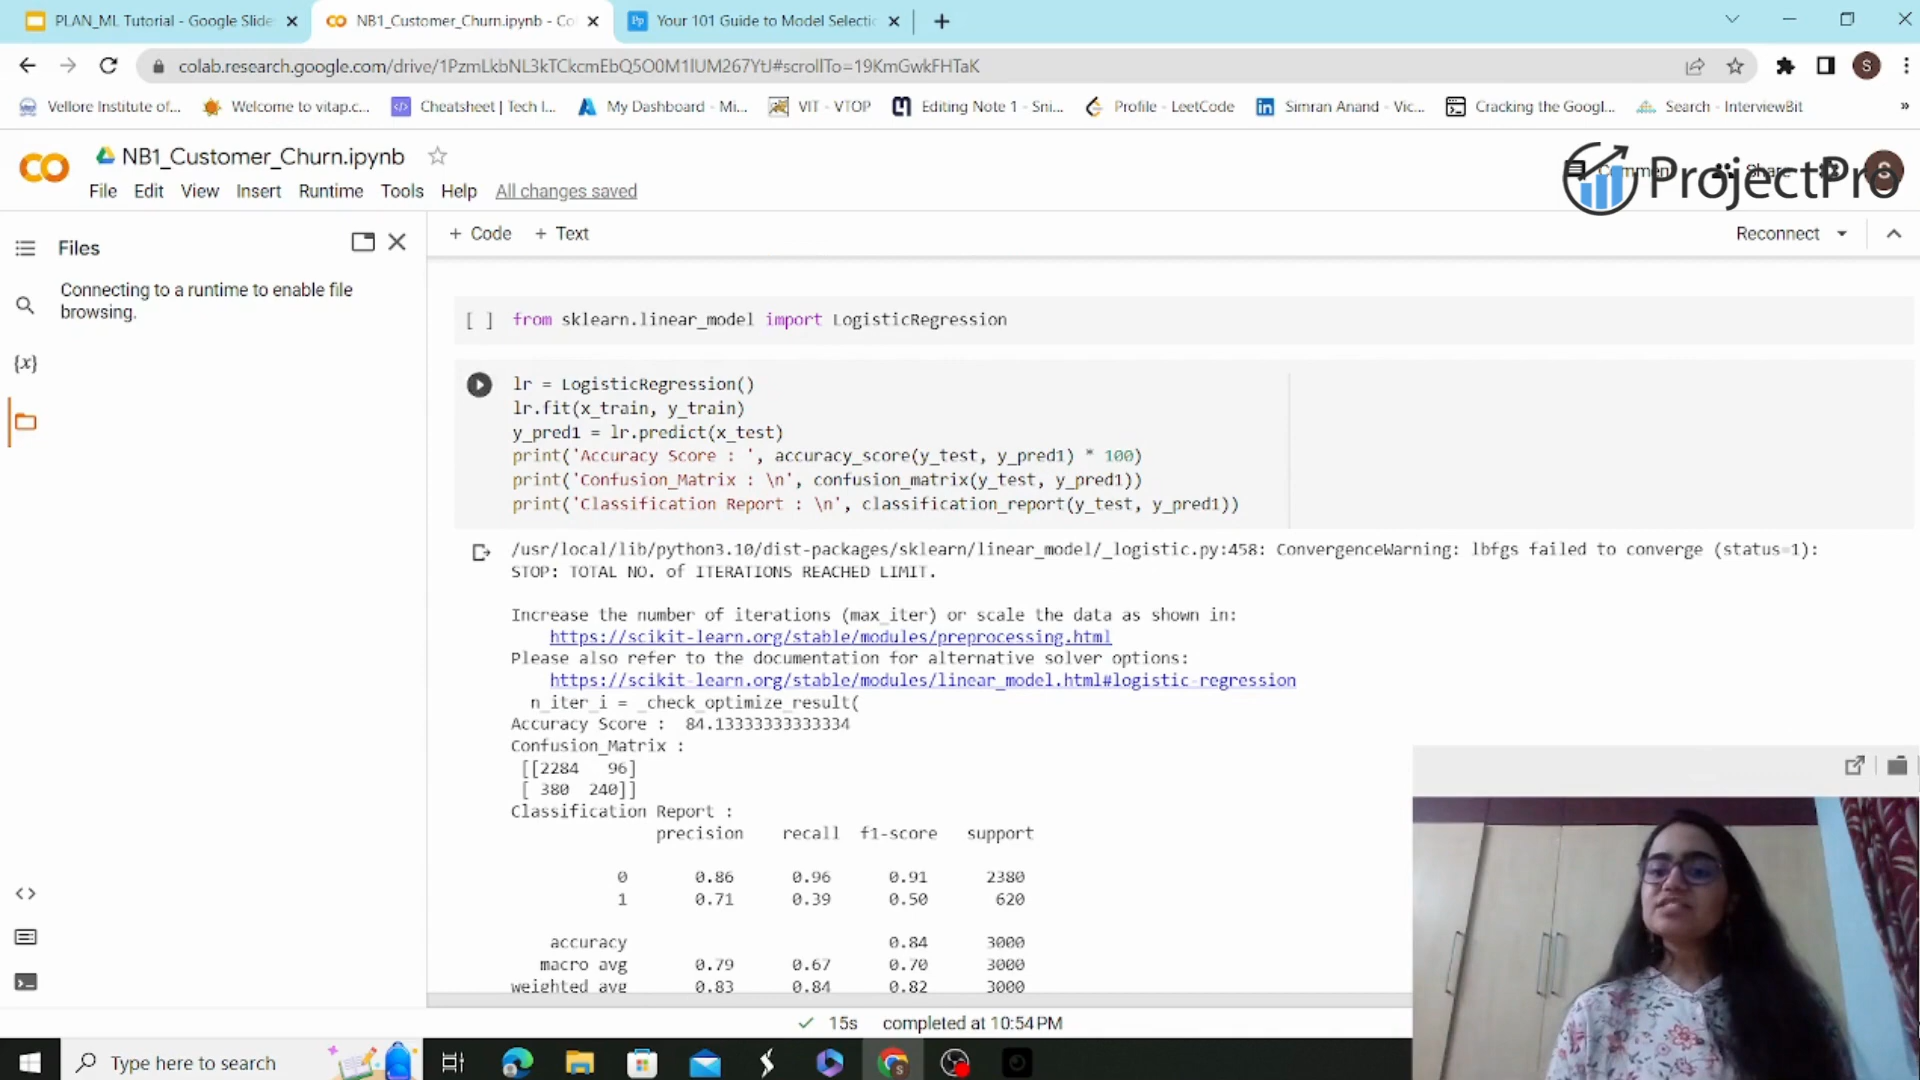 PLAN_ML Tutorial - Google Slide
NB1_Customer_Churn.ipynb - Co
Your 101 Guide to Model Selecti
colab.research.google.com/drive/1PzmLkbNL3kTCkcmEbQ5O0M1lUM267YtJ#scrollTo=19KmGwkFHTaK
S
Vellore Institute of...
Welcome to vitap.c...
Cheatsheet | Tech I...
My Dashboard - Mi...
VIT - VTOP
Editing Note 1 - Sni...
Profile - LeetCode
Simran Anand - Vic...
Cracking the Googl...
Search - InterviewBit
»
NB1_Customer_Churn.ipynb
Comment
Share
ProjectPro
File Edit View Insert Runtime Tools Help All changes saved
Files
+ Code + Text
Reconnect
Connecting to a runtime to enable file
browsing.
{x}
[ ] from sklearn.linear_model import LogisticRegression
lr = LogisticRegression()
lr.fit(x_train, y_train)
y_pred1 = lr.predict(x_test)
print('Accuracy Score : ', accuracy_score(y_test, y_pred1) * 100)
print('Confusion_Matrix : \n', confusion_matrix(y_test, y_pred1))
print('Classification Report : \n', classification_report(y_test, y_pred1))
/usr/local/lib/python3.10/dist-packages/sklearn/linear_model/_logistic.py:458: ConvergenceWarning: lbfgs failed to converge (status=1):
STOP: TOTAL NO. of ITERATIONS REACHED LIMIT.
Increase the number of iterations (max_iter) or scale the data as shown in:
https://scikit-learn.org/stable/modules/preprocessing.html
Please also refer to the documentation for alternative solver options:
https://scikit-learn.org/stable/modules/linear_model.html#logistic-regression
n_iter_i = _check_optimize_result(
Accuracy Score : 84.13333333333334
Confusion_Matrix :
[[2284 96]
[ 380 240]]
Classification Report :
precision recall f1-score support
0 0.86 0.96 0.91 2380
1 0.71 0.39 0.50 620
accuracy 0.84 3000
macro avg 0.79 0.67 0.70 3000
weighted avg 0.83 0.84 0.82 3000
15s completed at 10:54 PM
Type here to search